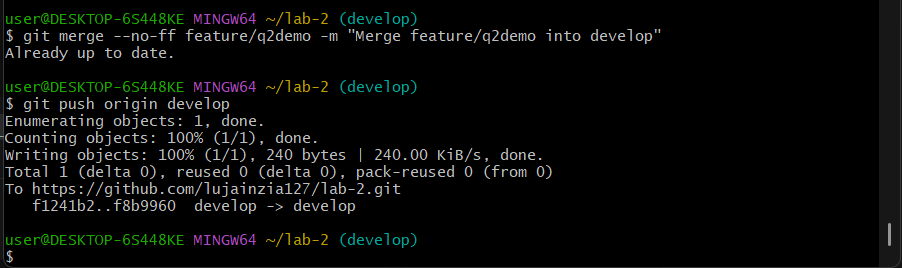 user@DESKTOP-6S448KE MINGW64 ~/lab-2 (develop)
$ git merge --no-ff feature/q2demo -m "Merge feature/q2demo into develop"
Already up to date.
user@DESKTOP-6S448KE MINGW64 ~/lab-2 (develop)
$ git push origin develop
Enumerating objects: 1, done.
Counting objects: 100% (1/1), done.
Writing objects: 100% (1/1), 240 bytes | 240.00 KiB/s, done.
Total 1 (delta 0), reused 0 (delta 0), pack-reused 0 (from 0)
To https://github.com/lujainzia127/lab-2.git
   f1241b2..f8b9960  develop -> develop
user@DESKTOP-6S448KE MINGW64 ~/lab-2 (develop)
$